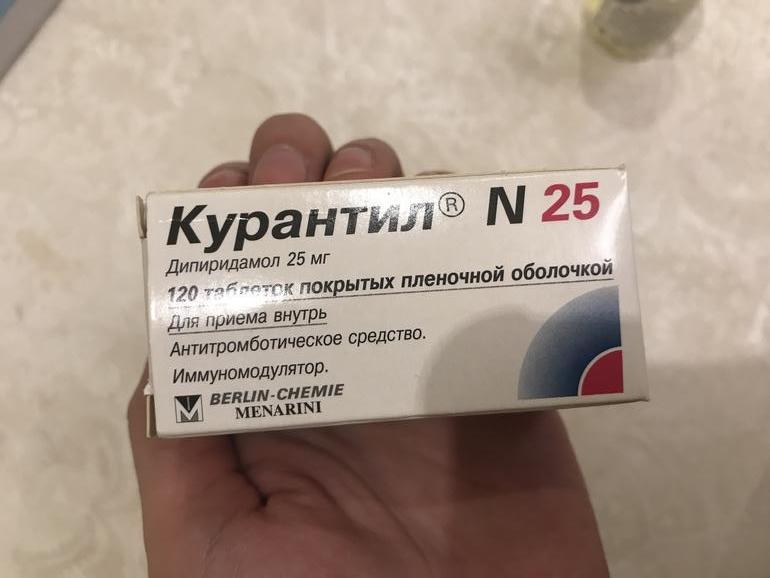 Курантил® N 25
Дипиридамол 25 мг
120 таблеток покрытых пленочной оболочкой
Для приема внутрь
Антитромботическое средство.
Иммуномодулятор.
BERLIN-CHEMIE
MENARINI